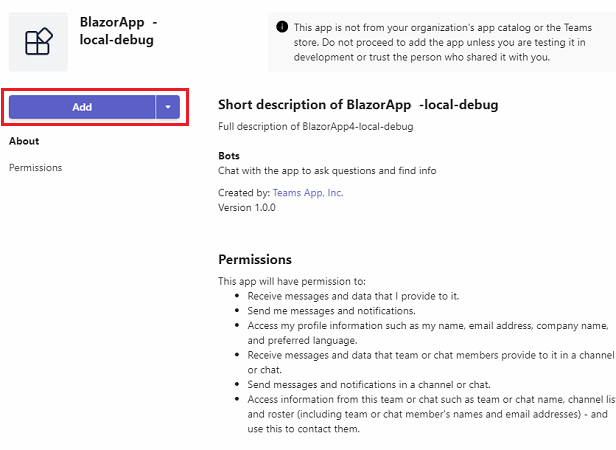 BlazorApp -
local-debug
This app is not from your organization's app catalog or the Teams
store. Do not proceed to add the app unless you are testing it in
development or trust the person who shared it with you.
Add
About
Permissions
Short description of BlazorApp -local-debug
Full description of BlazorApp4-local-debug
Bots
Chat with the app to ask questions and find info
Created by: Teams App, Inc.
Version 1.0.0
Permissions
This app will have permission to:
• Receive messages and data that I provide to it.
• Send me messages and notifications.
• Access my profile information such as my name, email address, company name,
and preferred language.
• Receive messages and data that team or chat members provide to it in a channel
or chat.
• Send messages and notifications in a channel or chat.
• Access information from this team or chat such as team or chat name, channel list
and roster (including team or chat member's names and email addresses) - and
use this to contact them.